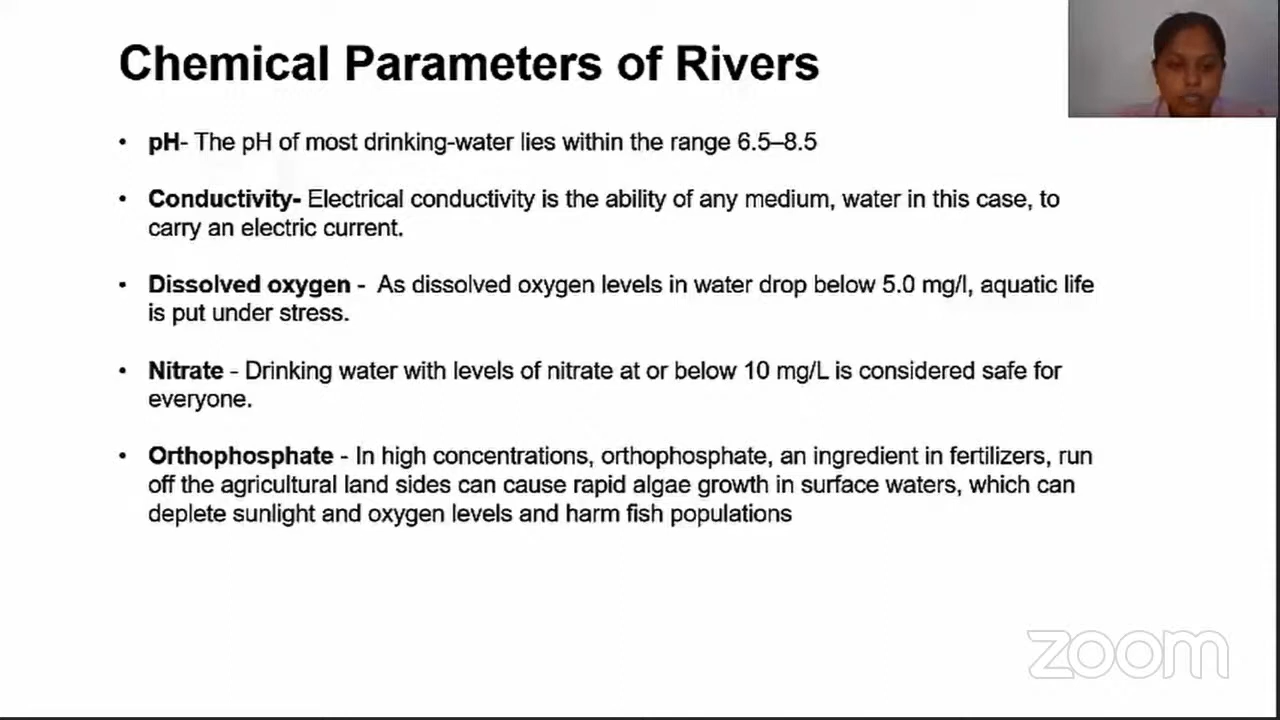 Chemical Parameters of Rivers
• pH- The pH of most drinking-water lies within the range 6.5–8.5
• Conductivity- Electrical conductivity is the ability of any medium, water in this case, to
carry an electric current.
• Dissolved oxygen - As dissolved oxygen levels in water drop below 5.0 mg/l, aquatic life
is put under stress.
• Nitrate - Drinking water with levels of nitrate at or below 10 mg/L is considered safe for
everyone.
• Orthophosphate - In high concentrations, orthophosphate, an ingredient in fertilizers, run
off the agricultural land sides can cause rapid algae growth in surface waters, which can
deplete sunlight and oxygen levels and harm fish populations
zoom